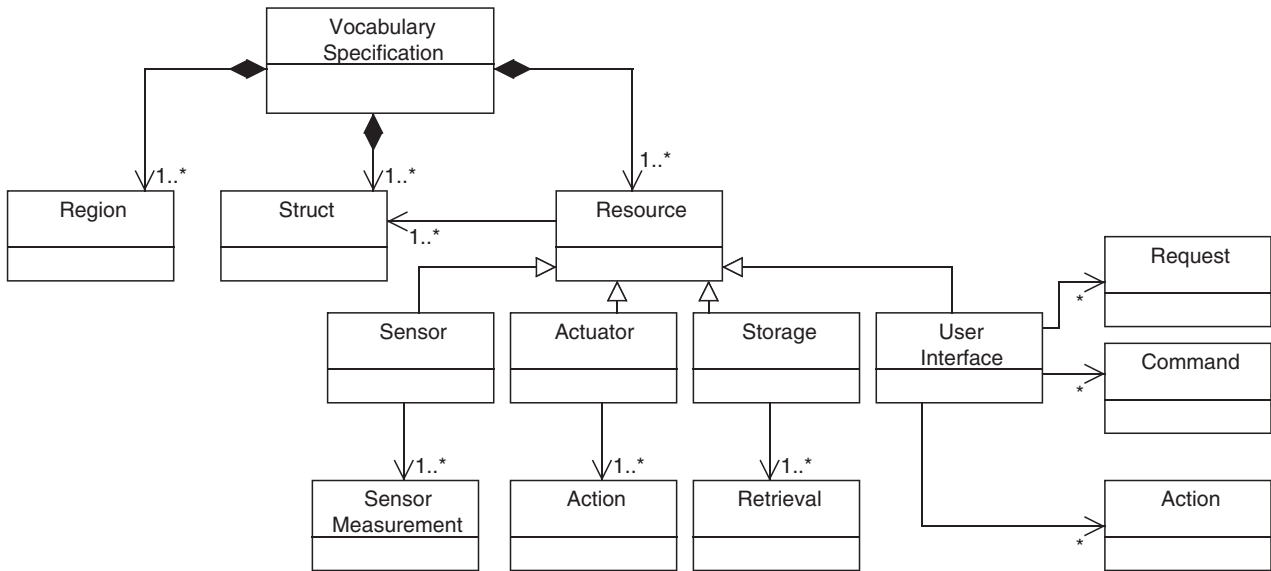 Vocabulary
Specification
1..*
1..*
1..*
Region
Struct
Resource
1..*
Request
*
Sensor
Actuator
Storage
User
Interface
Command
*
1..*
1..*
1..*
Sensor
Measurement
Action
Retrieval
Action
*